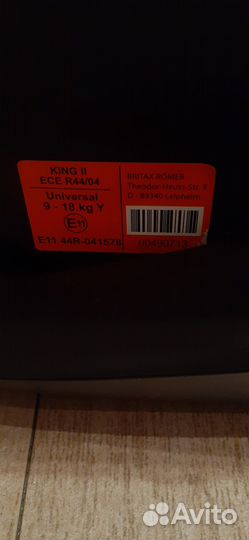 KING II
ECE R44/04
Universal
9 - 18 kg Y
E11
E11.44R-041578
BRITAX RÖMER
Theodor-Heuss-Str. 9
D - 89340 Leipheim
00490713
Avito